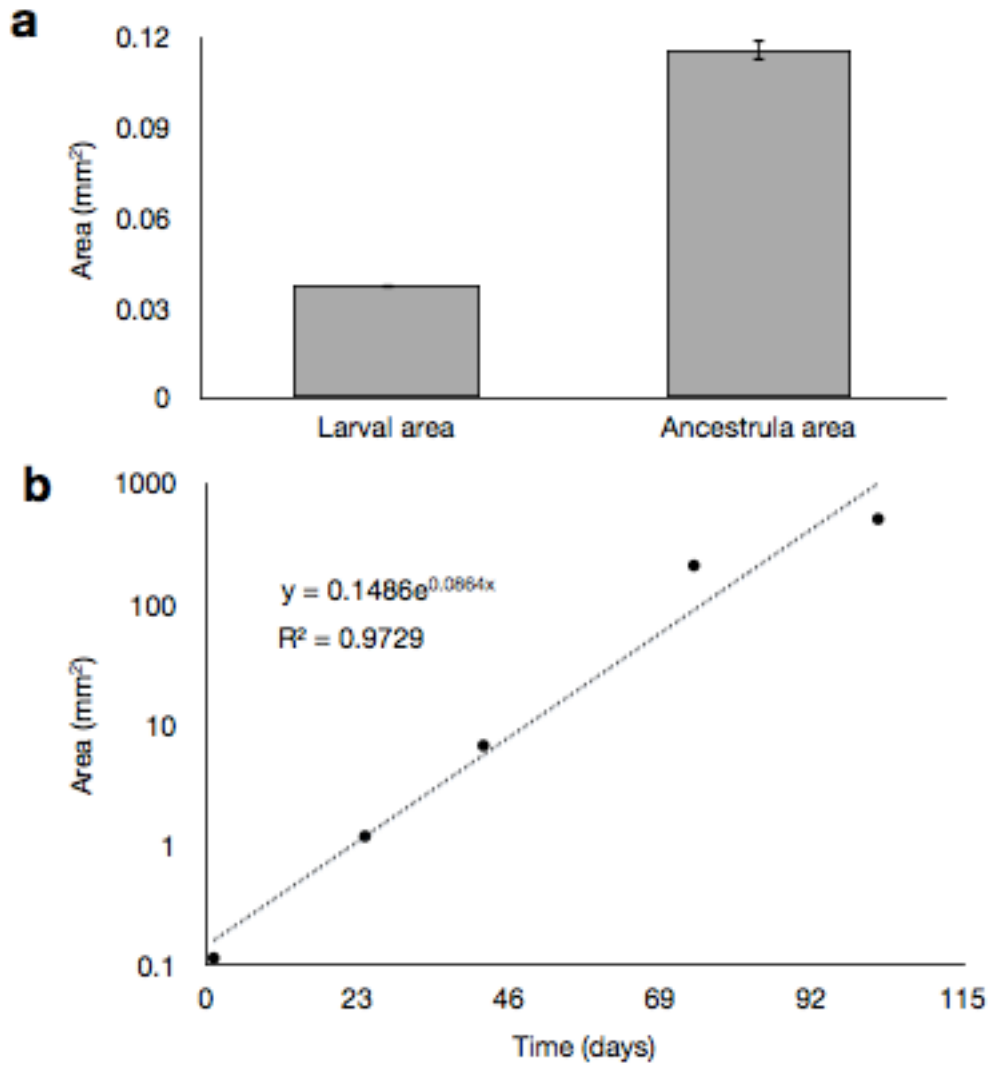 a
0.12
0.09
0.06
0.03
0
Area (mm²)
Larval area
Ancestrula area
b
1000
100
10
1
0.1
Area (mm²)
y = 0.1486e^0.0864x
R² = 0.9729
0
23
46
69
92
115
Time (days)